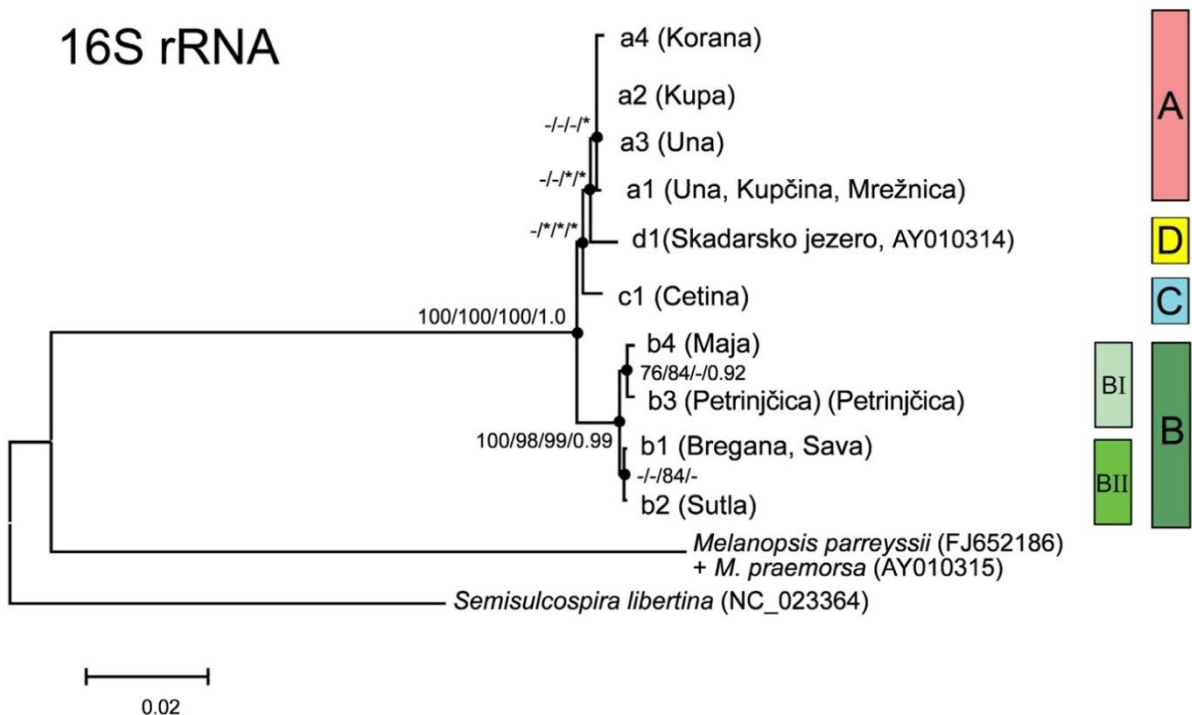 16S rRNA
a4 (Korana)
A
a2 (Kupa)
-/-/-/*
a3 (Una)
-/-/*/*
a1 (Una, Kupčina, Mrežnica)
-/*/*/*
d1(Skadarsko jezero, AY010314)
D
c1 (Cetina)
C
100/100/100/1.0
b4 (Maja)
76/84/-/0.92
BI
b3 (Petrinjčica) (Petrinjčica)
B
100/98/99/0.99
b1 (Bregana, Sava)
-/-/84/-
BII
b2 (Sutla)
Melanopsis parreyssii (FJ652186)
+ M. praemorsa (AY010315)
Semisulcospira libertina (NC_023364)
0.02